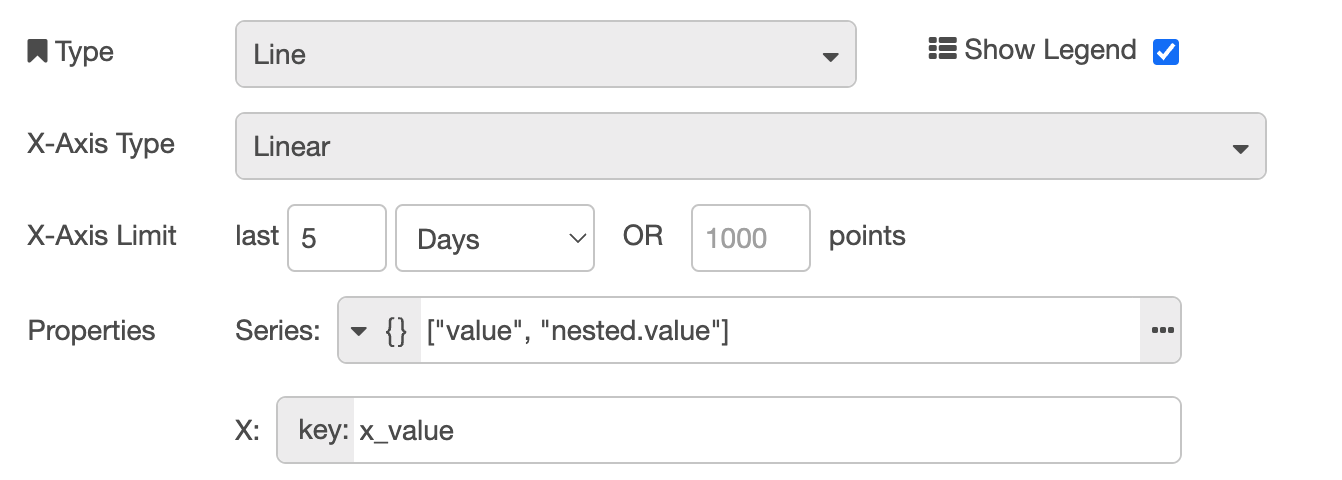 Type Line Show Legend
X-Axis Type Linear
X-Axis Limit last 5 Days OR 1000 points
Properties Series: {} ["value", "nested.value"] •••
X: key: x_value